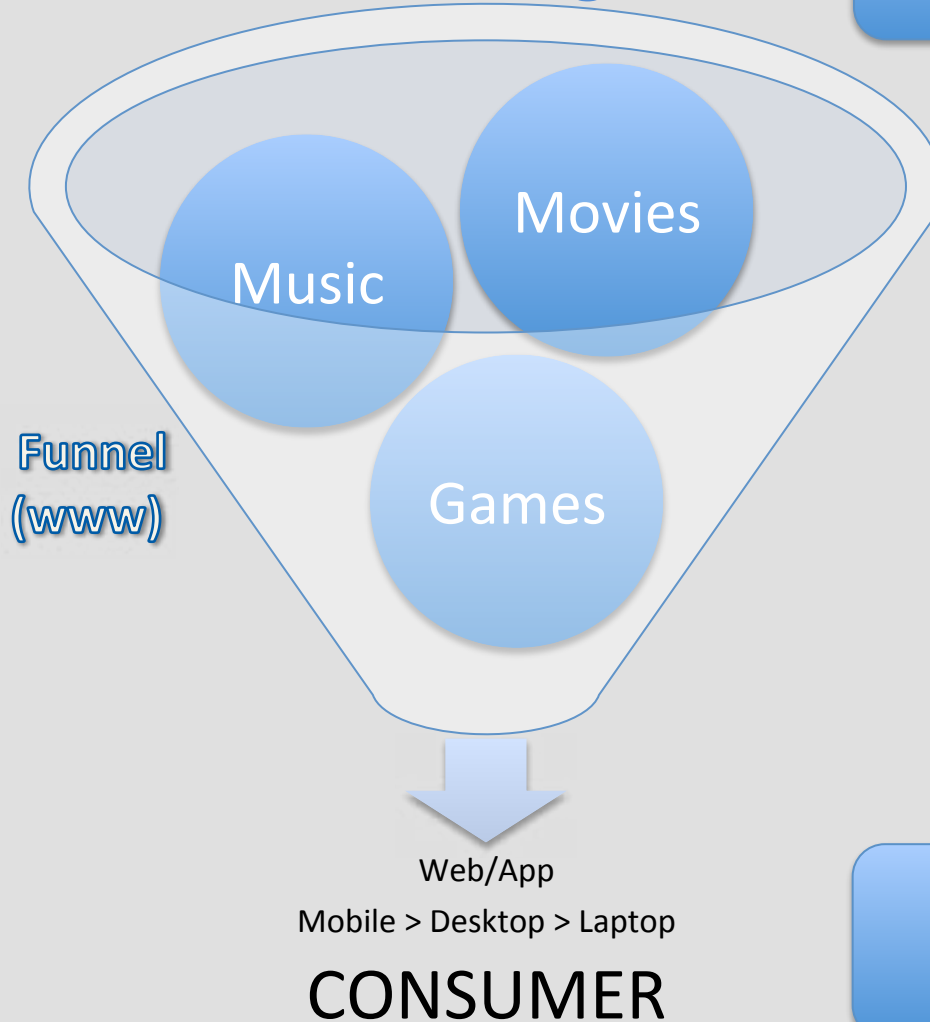 Movies
Music
Funnel
(www)
Games
Web/App
Mobile > Desktop > Laptop
CONSUMER